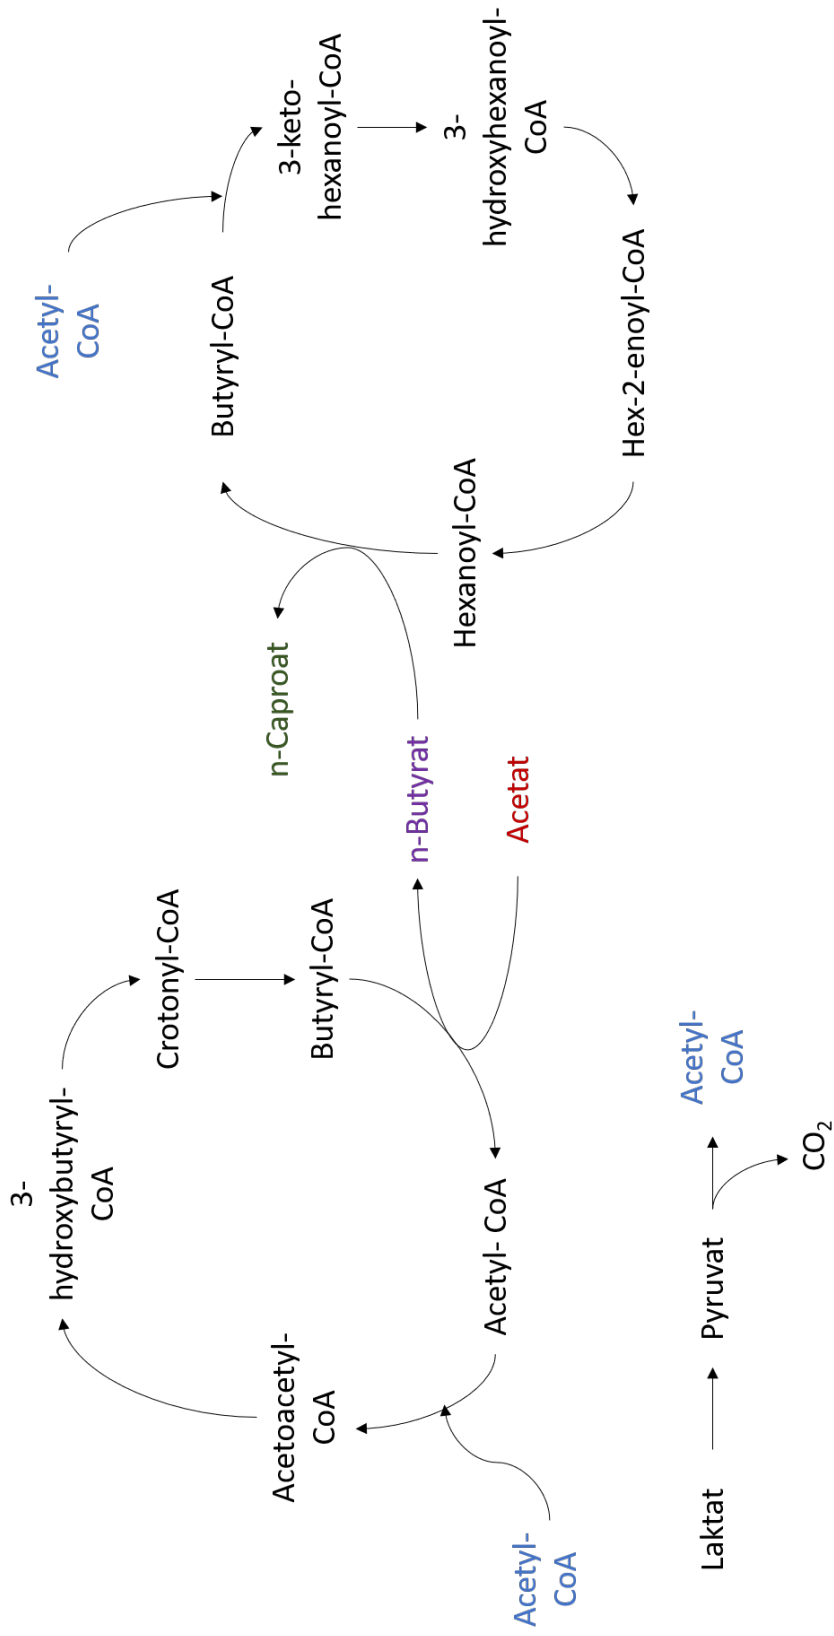 3-
hydroxybutyryl-
CoA
Crotonyl-CoA
Butyryl-CoA
Acetoacetyl-
CoA
Acetyl- CoA
Acetyl-
CoA
n-Butyrat
Acetat
n-Caproat
Acetyl-
CoA
Butyryl-CoA
3-keto-
hexanoyl-CoA
3-
hydroxyhexanoyl-
CoA
Hex-2-enoyl-CoA
Hexanoyl-CoA
Laktat
Pyruvat
Acetyl-
CoA
CO₂